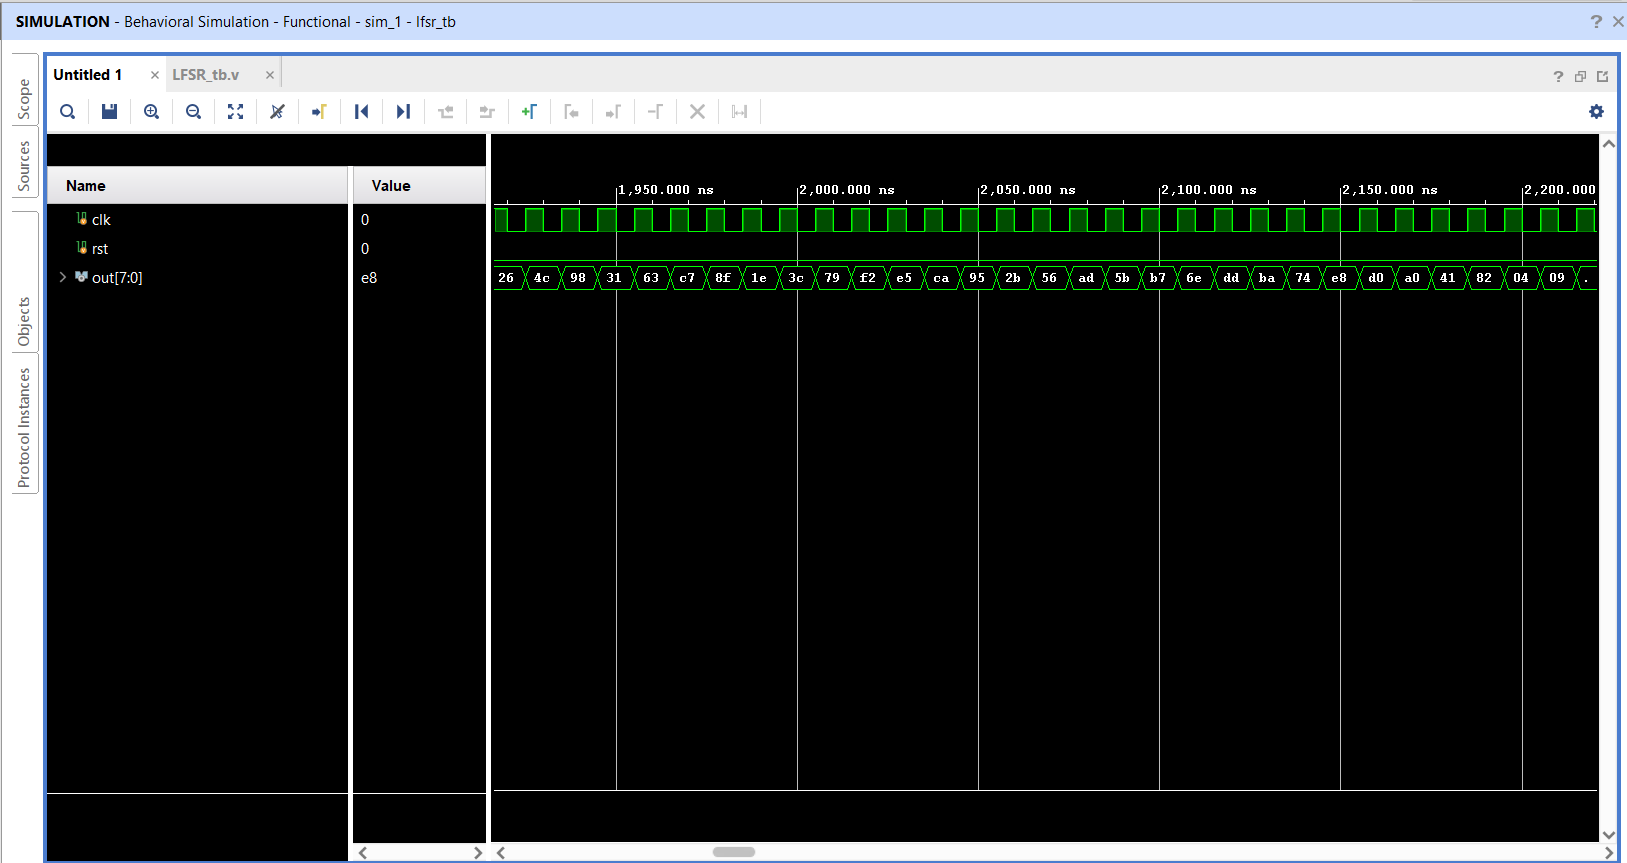 SIMULATION - Behavioral Simulation - Functional - sim_1 - lfsr_tb
? ×
Scope
Sources
Objects
Protocol Instances
Untitled 1 × LFSR_tb.v ×
?
Name Value
1,950.000 ns 2,000.000 ns 2,050.000 ns 2,100.000 ns 2,150.000 ns 2,200.000
clk 0
rst 0
out[7:0] e8 26 4c 98 31 63 c7 8f 1e 3c 79 f2 e5 ca 95 2b 56 ad 5b b7 6e dd ba 74 e8 d0 a0 41 82 04 09 .